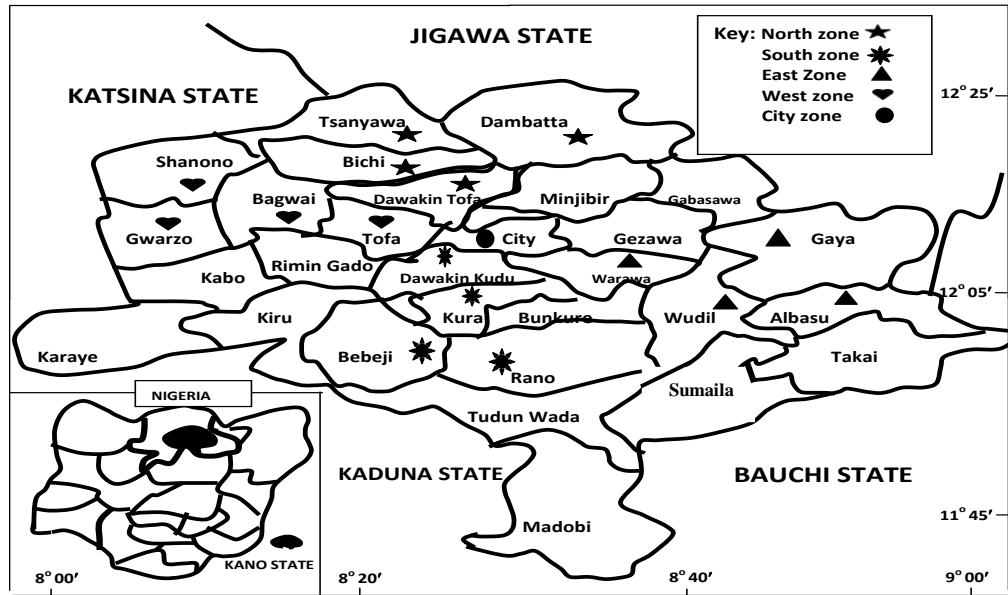 JIGAWA STATE
Key: North zone
South zone
East Zone
West zone
City zone
KATSINA STATE
12°25′
Tsanyawa
Dambatta
Shanono
Bichi
Bagwai
Dawakin Tofa
Minjibir
Gabasawa
Gwarzo
Tofa
City
Gezawa
Gaya
Kabo
Rimin Gado
Dawakin Kudu
Warawa
12°05′
Kiru
Kura
Bunkure
Wudil
Albasu
Karaye
Bebeji
Rano
Takai
Sumaila
NIGERIA
Tudun Wada
KADUNA STATE
BAUCHI STATE
11°45′
Madobi
KANO STATE
8°00′
8°20′
8°40′
9°00′